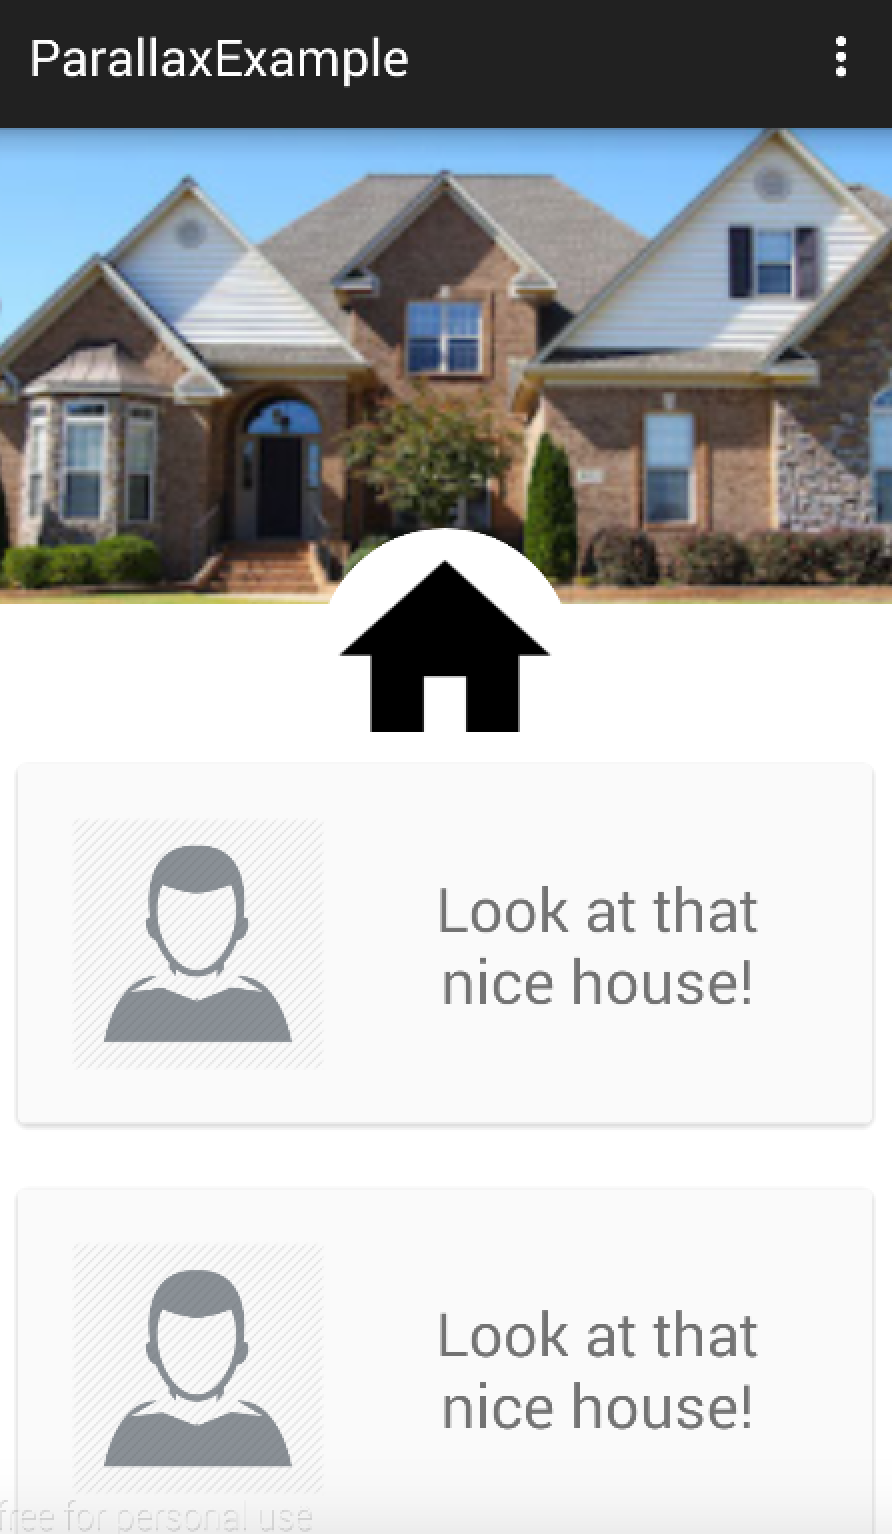 ParallaxExample
Look at that
nice house!
Look at that
nice house!
free for personal use